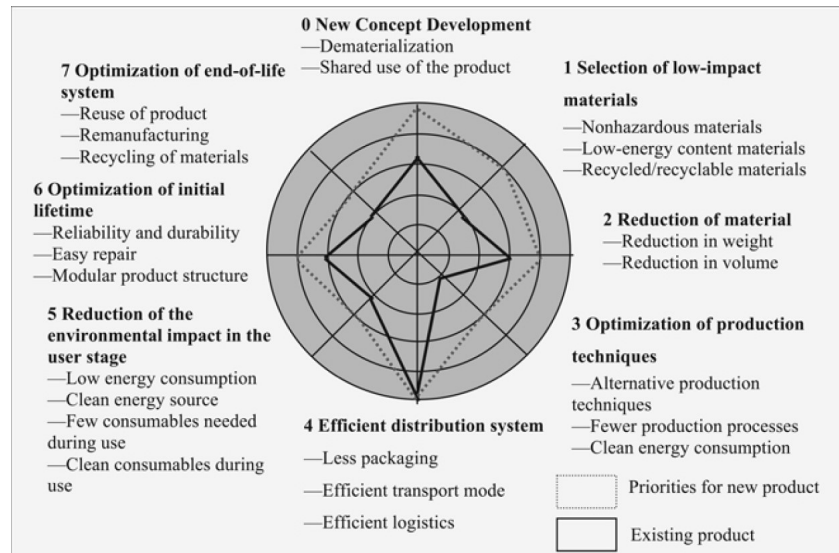 0 New Concept Development
—Dematerialization
—Shared use of the product
7 Optimization of end-of-life
system
—Reuse of product
—Remanufacturing
—Recycling of materials
1 Selection of low-impact
materials
—Nonhazardous materials
—Low-energy content materials
—Recycled/recyclable materials
6 Optimization of initial
lifetime
—Reliability and durability
—Easy repair
—Modular product structure
2 Reduction of material
—Reduction in weight
—Reduction in volume
5 Reduction of the
environmental impact in the
user stage
—Low energy consumption
—Clean energy source
—Few consumables needed
during use
—Clean consumables during
use
3 Optimization of production
techniques
—Alternative production
techniques
—Fewer production processes
—Clean energy consumption
4 Efficient distribution system
—Less packaging
—Efficient transport mode
—Efficient logistics
Priorities for new product
Existing product